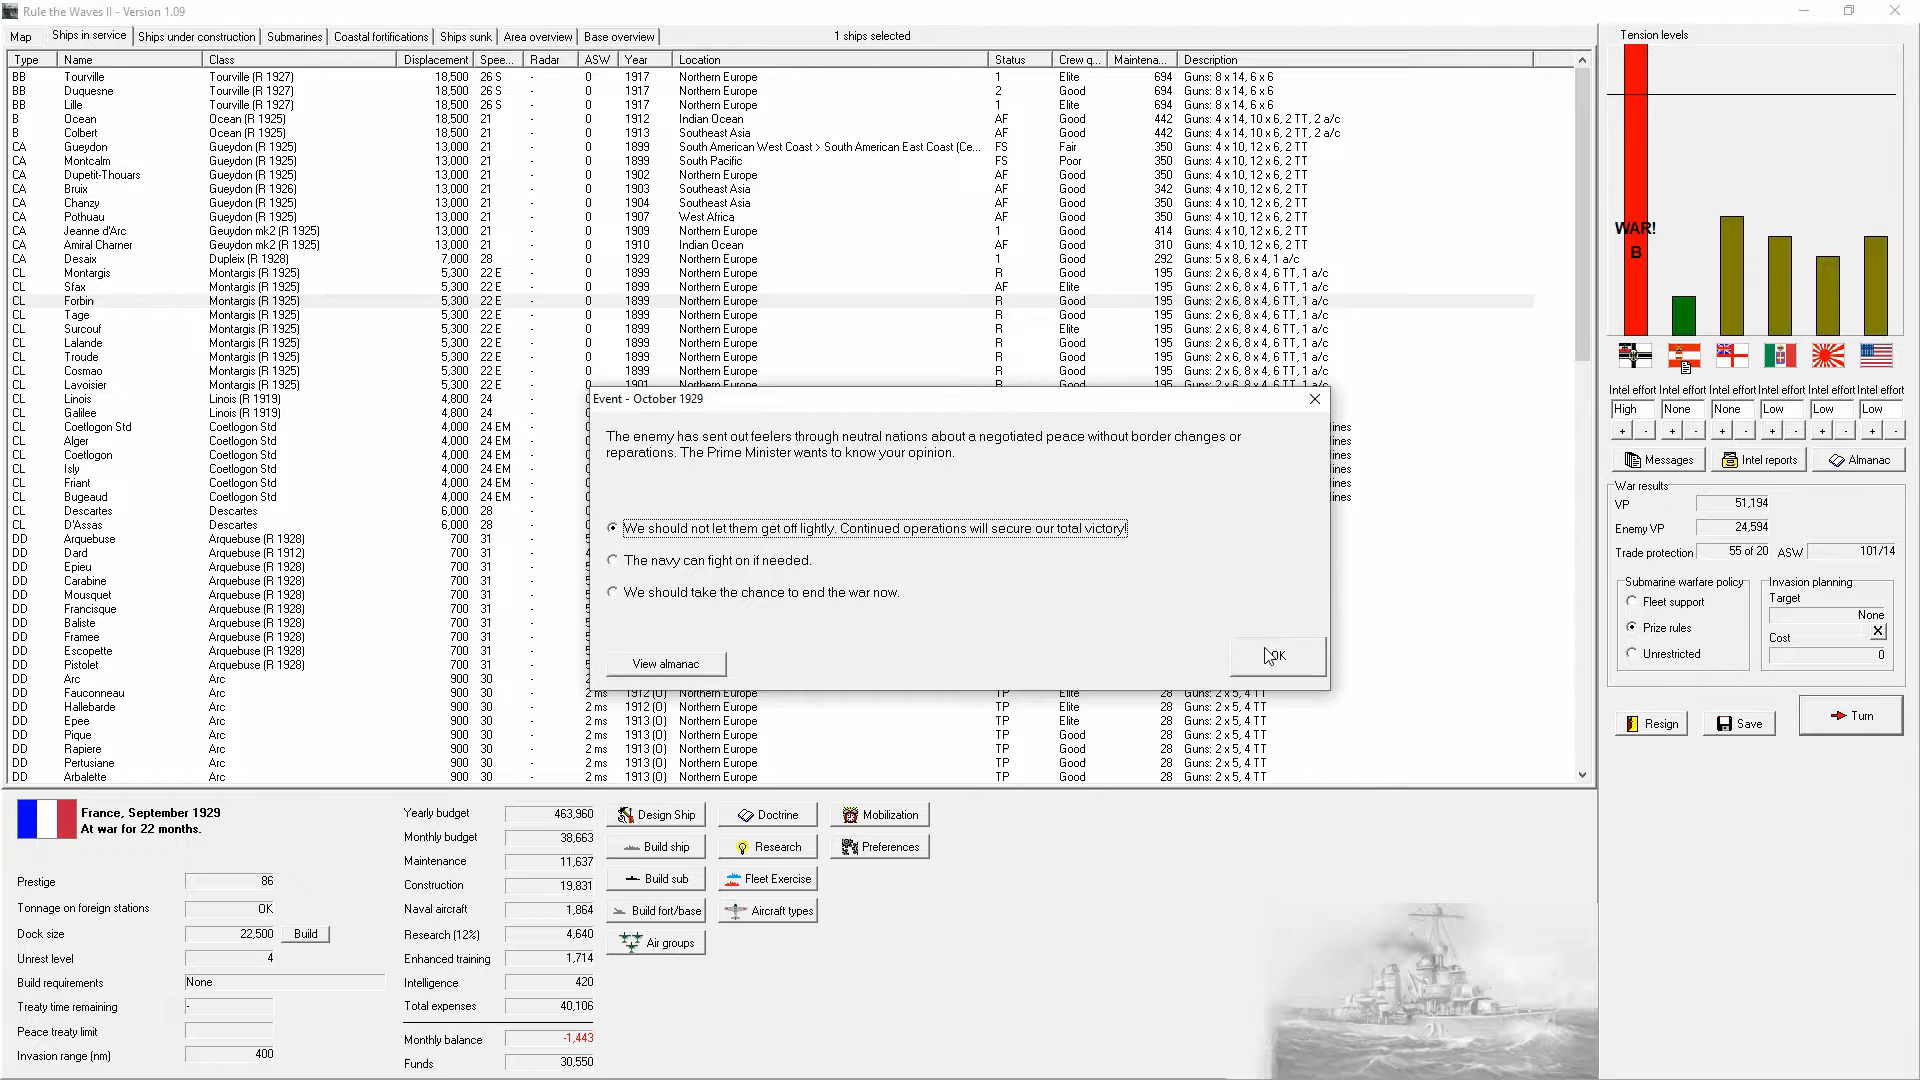 Rule the Waves II - Version 1.09
Map Ships in service Ships under construction Submarines Coastal fortifications Ships sunk Area overview Base overview 1 ships selected
Type Name Class Displacement Spee... Radar ASW Year Location Status Crew q... Maintena... Description
BB Tourville Tourville (R 1927) 18,500 26 S - 0 1917 Northern Europe 1 Elite 694 Guns: 8 x 14, 6 x 6
BB Duquesne Tourville (R 1927) 18,500 26 S - 0 1917 Northern Europe 2 Good 694 Guns: 8 x 14, 6 x 6
BB Lille Tourville (R 1927) 18,500 26 S - 0 1917 Northern Europe 1 Elite 694 Guns: 8 x 14, 6 x 6
B Ocean Ocean (R 1925) 18,500 21 - 0 1912 Indian Ocean AF Good 442 Guns: 4 x 14, 10 x 6, 2 TT, 2 a/c
B Colbert Ocean (R 1925) 18,500 21 - 0 1913 Southeast Asia AF Good 442 Guns: 4 x 14, 10 x 6, 2 TT, 2 a/c
CA Gueydon Gueydon (R 1925) 13,000 21 - 0 1899 South American West Coast > South American East Coast (Ce... FS Fair 350 Guns: 4 x 10, 12 x 6, 2 TT
CA Montcalm Gueydon (R 1925) 13,000 21 - 0 1899 South Pacific FS Poor 350 Guns: 4 x 10, 12 x 6, 2 TT
CA Dupetit-Thouars Gueydon (R 1925) 13,000 21 - 0 1902 Northern Europe AF Good 350 Guns: 4 x 10, 12 x 6, 2 TT
CA Bruix Gueydon (R 1926) 13,000 21 - 0 1903 Southeast Asia AF Good 342 Guns: 4 x 10, 12 x 6, 2 TT
CA Chanzy Gueydon (R 1925) 13,000 21 - 0 1904 Southeast Asia AF Good 350 Guns: 4 x 10, 12 x 6, 2 TT
CA Pothuau Gueydon (R 1925) 13,000 21 - 0 1907 West Africa AF Good 350 Guns: 4 x 10, 12 x 6, 2 TT
CA Jeanne d'Arc Geuydon mk2 (R 1925) 13,000 21 - 0 1909 Northern Europe 1 Good 414 Guns: 4 x 10, 12 x 6, 2 TT
CA Amiral Charner Geuydon mk2 (R 1925) 13,000 21 - 0 1910 Indian Ocean AF Good 310 Guns: 4 x 10, 12 x 6, 2 TT
CA Desaix Dupleix (R 1928) 7,000 28 - 0 1929 Northern Europe 1 Good 292 Guns: 5 x 8, 6 x 4, 1 a/c
CL Montargis Montargis (R 1925) 5,300 22 E - 0 1899 Northern Europe R Good 195 Guns: 2 x 6, 8 x 4, 6 TT, 1 a/c
CL Sfax Montargis (R 1925) 5,300 22 E - 0 1899 Northern Europe AF Elite 195 Guns: 2 x 6, 8 x 4, 6 TT, 1 a/c
CL Forbin Montargis (R 1925) 5,300 22 E - 0 1899 Northern Europe R Good 195 Guns: 2 x 6, 8 x 4, 6 TT, 1 a/c
CL Tage Montargis (R 1925) 5,300 22 E - 0 1899 Northern Europe R Good 195 Guns: 2 x 6, 8 x 4, 6 TT, 1 a/c
CL Surcouf Montargis (R 1925) 5,300 22 E - 0 1899 Northern Europe R Elite 195 Guns: 2 x 6, 8 x 4, 6 TT, 1 a/c
CL Lalande Montargis (R 1925) 5,300 22 E - 0 1899 Northern Europe R Good 195 Guns: 2 x 6, 8 x 4, 6 TT, 1 a/c
CL Troude Montargis (R 1925) 5,300 22 E - 0 1899 Northern Europe R Good 195 Guns: 2 x 6, 8 x 4, 6 TT, 1 a/c
CL Cosmao Montargis (R 1925) 5,300 22 E - 0 1899 Northern Europe R Good 195 Guns: 2 x 6, 8 x 4, 6 TT, 1 a/c
CL Lavoisier Montargis (R 1925) 5,300 22 E - 0 1901 Northern Europe R Good 195 Guns: 2 x 6, 8 x 4, 6 TT, 1 a/c
CL Linois Linois (R 1919) 4,800 24 -
CL Galilee Linois (R 1919) 4,800 24 -
CL Coetlogon Std Coetlogon Std 4,000 24 EM - lines
CL Alger Coetlogon Std 4,000 24 EM - lines
CL Coetlogon Coetlogon Std 4,000 24 EM - lines
CL Isly Coetlogon Std 4,000 24 EM - lines
CL Friant Coetlogon Std 4,000 24 EM - lines
CL Bugeaud Coetlogon Std 4,000 24 EM - lines
CL Descartes Descartes 6,000 28 -
CL D'Assas Descartes 6,000 28 -
DD Arquebuse Arquebuse (R 1928) 700 31 -
DD Dard Arquebuse (R 1912) 700 31 -
DD Epieu Arquebuse (R 1928) 700 31 -
DD Carabine Arquebuse (R 1928) 700 31 -
DD Mousquet Arquebuse (R 1928) 700 31 -
DD Francisque Arquebuse (R 1928) 700 31 -
DD Baliste Arquebuse (R 1928) 700 31 -
DD Framee Arquebuse (R 1928) 700 31 -
DD Escopette Arquebuse (R 1928) 700 31 -
DD Pistolet Arquebuse (R 1928) 700 31 -
DD Arc Arc 900 30 -
DD Fauconneau Arc 900 30 - 2 ms 1912 (O) Northern Europe TP Elite 28 Guns: 2 x 5, 4 TT
DD Hallebarde Arc 900 30 - 2 ms 1912 (O) Northern Europe TP Elite 28 Guns: 2 x 5, 4 TT
DD Epee Arc 900 30 - 2 ms 1913 (O) Northern Europe TP Elite 28 Guns: 2 x 5, 4 TT
DD Pique Arc 900 30 - 2 ms 1913 (O) Northern Europe TP Good 28 Guns: 2 x 5, 4 TT
DD Rapiere Arc 900 30 - 2 ms 1913 (O) Northern Europe TP Good 28 Guns: 2 x 5, 4 TT
DD Pertusiane Arc 900 30 - 2 ms 1913 (O) Northern Europe TP Good 28 Guns: 2 x 5, 4 TT
DD Arbalette Arc 900 30 - 2 ms 1913 (O) Northern Europe TP Good 28 Guns: 2 x 5, 4 TT
Event - October 1929
The enemy has sent out feelers through neutral nations about a negotiated peace without border changes or
reparations. The Prime Minister wants to know your opinion.
We should not let them get off lightly. Continued operations will secure our total victory!
The navy can fight on if needed.
We should take the chance to end the war now.
View almanac OK
Tension levels
WAR!
B
Intel effort Intel effort Intel effort Intel effort Intel effort Intel effort
High None None Low Low Low
+ - + - + - + - + - + -
Messages Intel reports Almanac
War results
VP 51,194
Enemy VP 24,594
Trade protection 55 of 20 ASW 101/14
Submarine warfare policy
Fleet support
Prize rules
Unrestricted
Invasion planning
Target
None
Cost X
0
Resign Save Turn
France, September 1929
At war for 22 months.
Prestige 86
Tonnage on foreign stations OK
Dock size 22,500 Build
Unrest level 4
Build requirements None
Treaty time remaining -
Peace treaty limit
Invasion range (nm) 400
Yearly budget 463,960
Monthly budget 38,663
Maintenance 11,637
Construction 19,831
Naval aircraft 1,864
Research (12%) 4,640
Enhanced training 1,714
Intelligence 420
Total expenses 40,106
Monthly balance -1,443
Funds 30,550
Design Ship Doctrine Mobilization
Build ship Research Preferences
Build sub Fleet Exercise
Build fort/base Aircraft types
Air groups